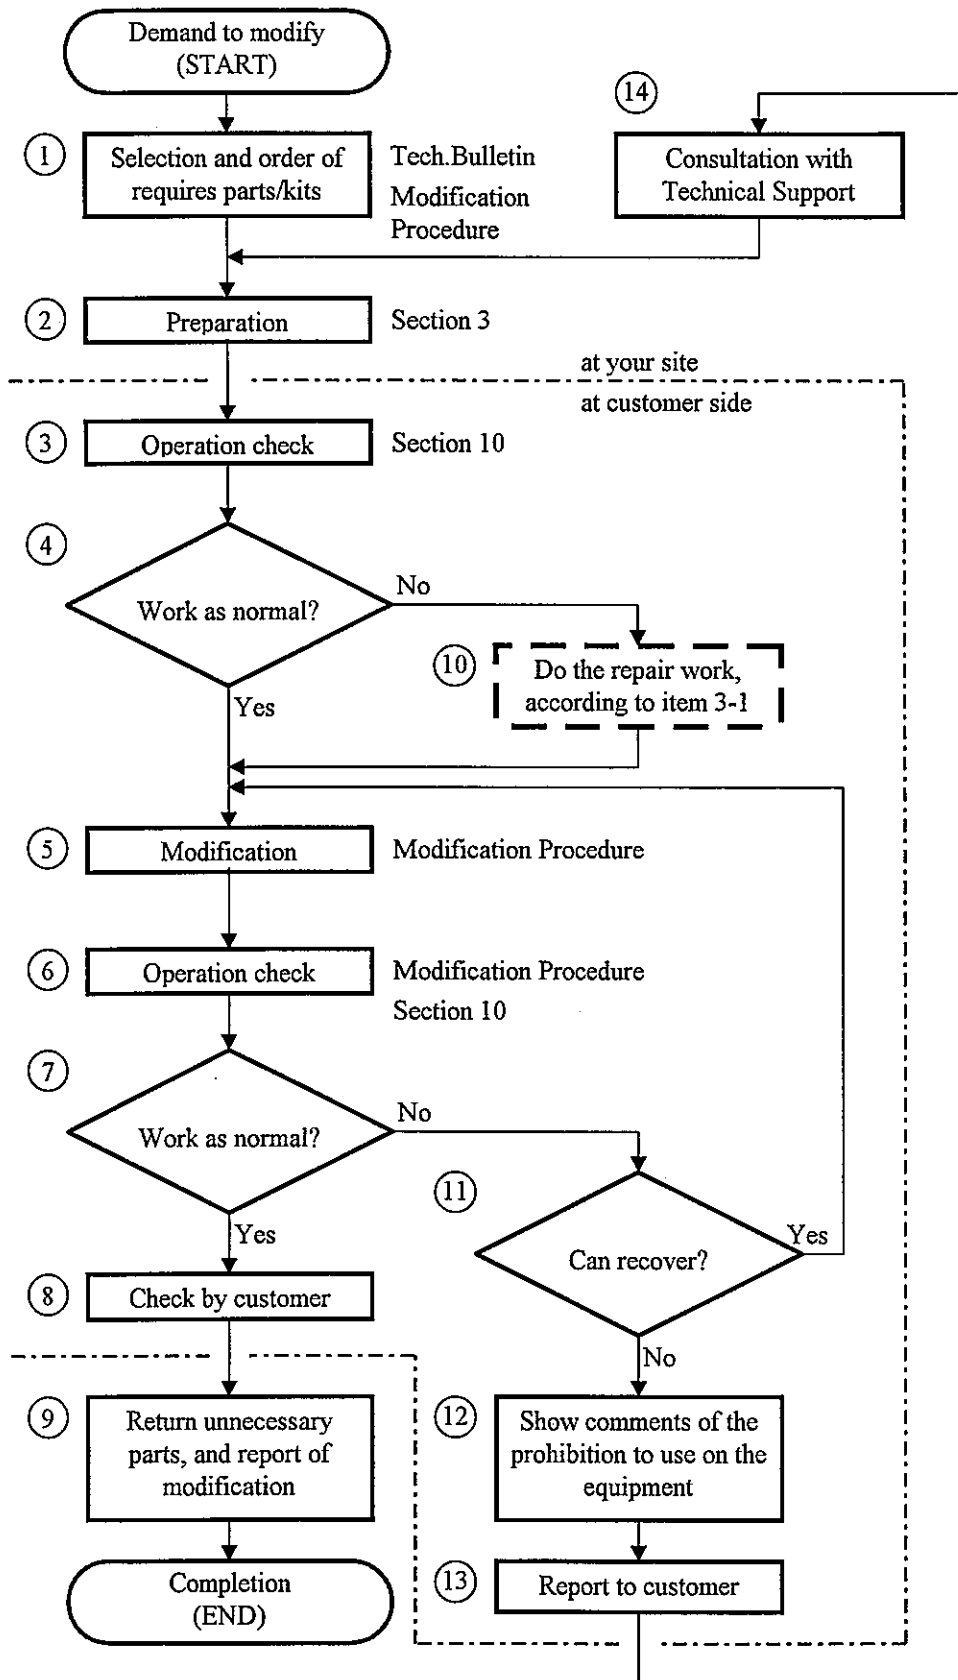 Demand to modify
(START)
14
1
Selection and order of
requires parts/kits
Tech.Bulletin
Modification
Procedure
Consultation with
Technical Support
2
Preparation
Section 3
at your site
at customer side
3
Operation check
Section 10
4
Work as normal?
No
Yes
10
Do the repair work,
according to item 3-1
5
Modification
Modification Procedure
6
Operation check
Modification Procedure
Section 10
7
Work as normal?
No
Yes
11
Can recover?
Yes
No
8
Check by customer
9
Return unnecessary
parts, and report of
modification
12
Show comments of the
prohibition to use on the
equipment
Completion
(END)
13
Report to customer